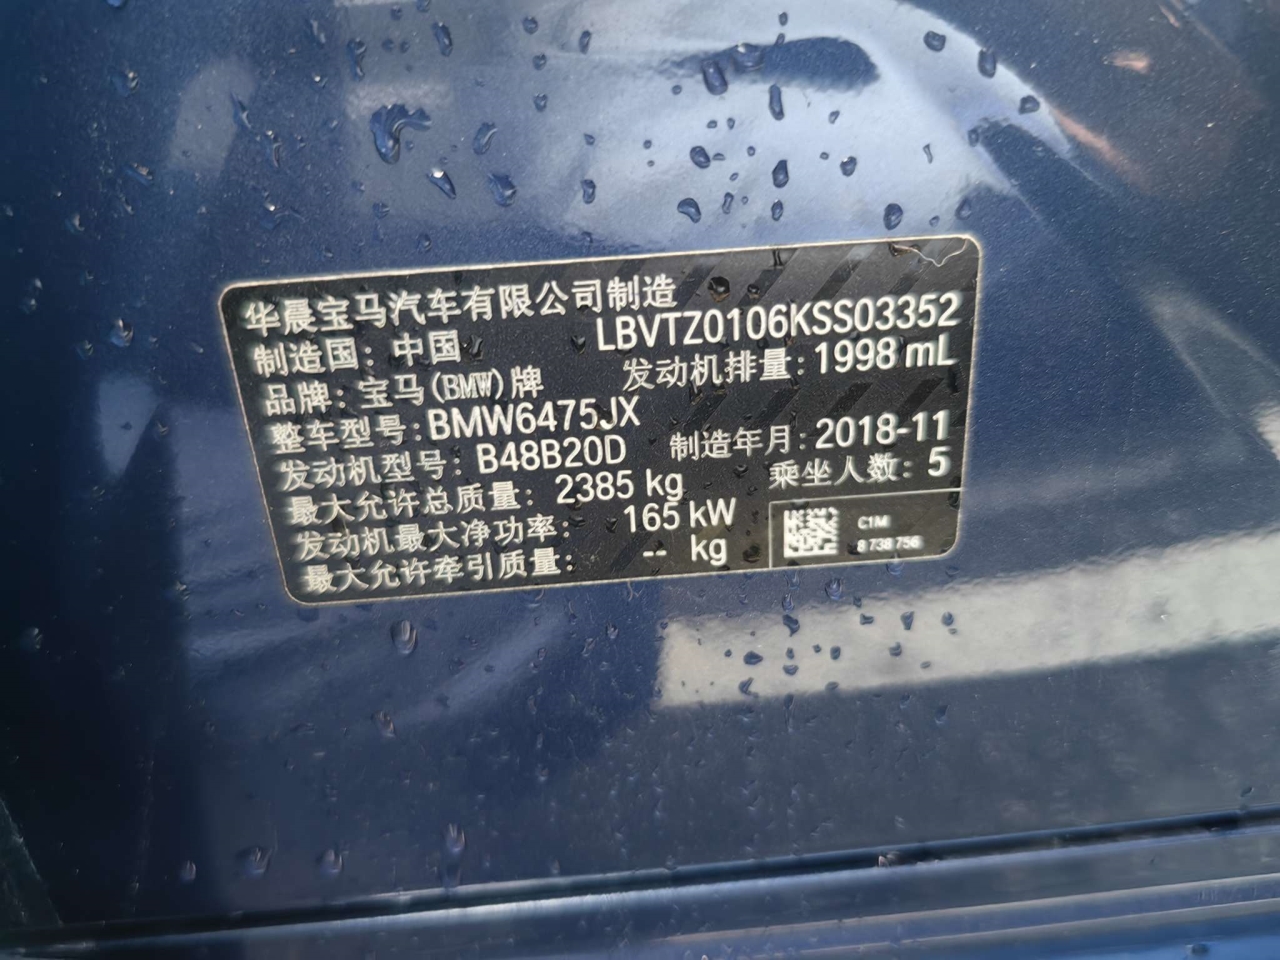 华晨宝马汽车有限公司制造
制造国：中国 LBVTZ0106KSS03352
品牌：宝马(BMW)牌 发动机排量：1998 mL
整车型号：BMW6475JX
发动机型号：B48B20D 制造年月：2018-11
最大允许总质量：2385 kg 乘坐人数：5
发动机最大净功率：165 kW
最大允许牵引质量：-- kg
C1M
8 738 756